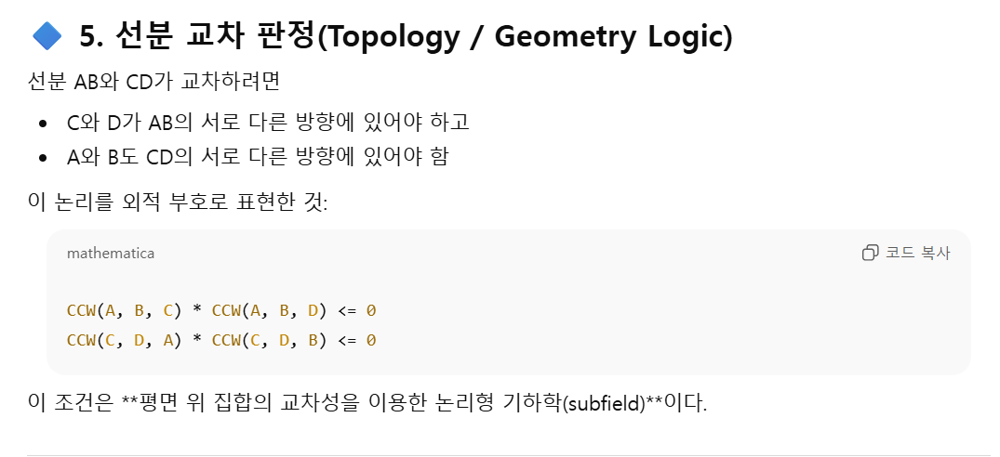 🔷 5. 선분 교차 판정(Topology / Geometry Logic)
선분 AB와 CD가 교차하려면
• C와 D가 AB의 서로 다른 방향에 있어야 하고
• A와 B도 CD의 서로 다른 방향에 있어야 함
이 논리를 외적 부호로 표현한 것:
mathematica 코드 복사
CCW(A, B, C) * CCW(A, B, D) <= 0
CCW(C, D, A) * CCW(C, D, B) <= 0
이 조건은 **평면 위 집합의 교차성을 이용한 논리형 기하학(subfield)**이다.